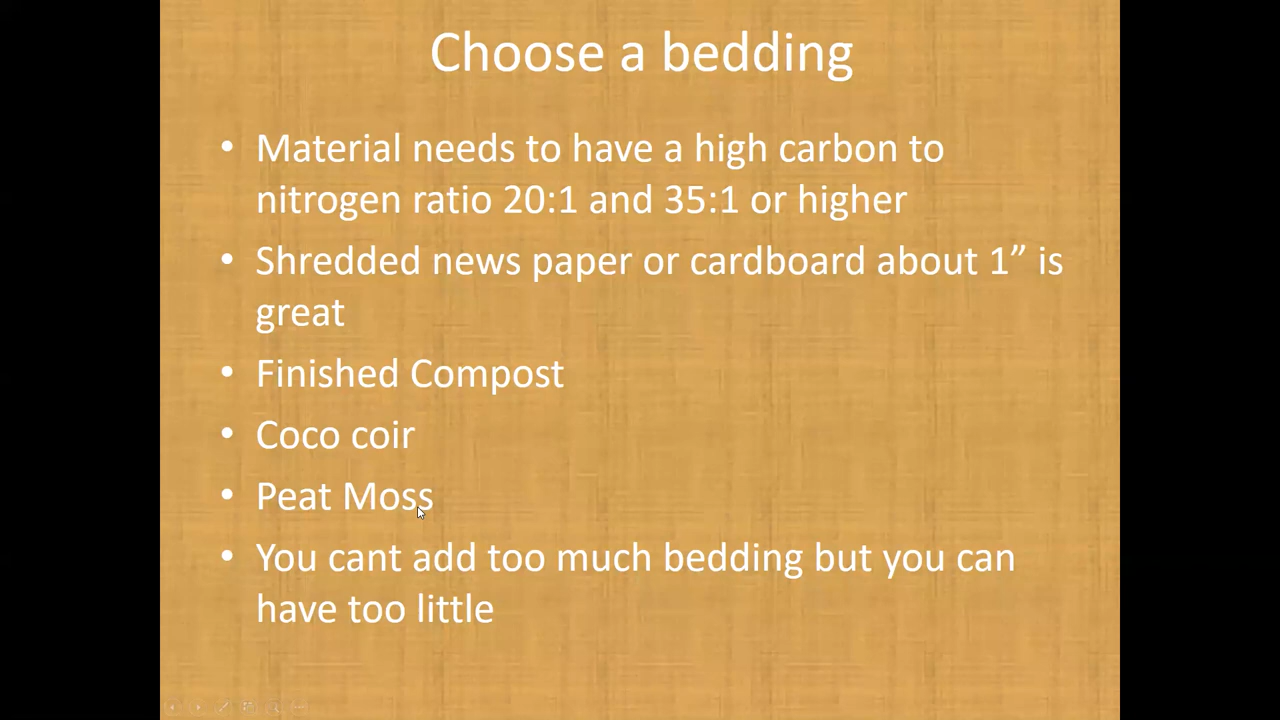 Choose a bedding
• Material needs to have a high carbon to
nitrogen ratio 20:1 and 35:1 or higher
• Shredded news paper or cardboard about 1” is
great
• Finished Compost
• Coco coir
• Peat Moss
• You cant add too much bedding but you can
have too little